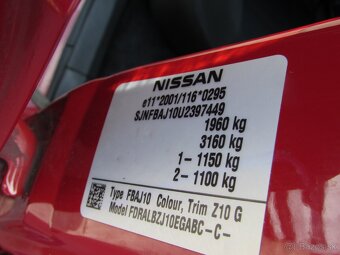 NISSAN
e11*2001/116*0295
SJNFBAJ10U2397449
1960 kg
3160 kg
1- 1150 kg
2- 1100 kg
Type FBAJ10 Colour, Trim Z10 G
Model FDRALBZJ10EGABC-C-